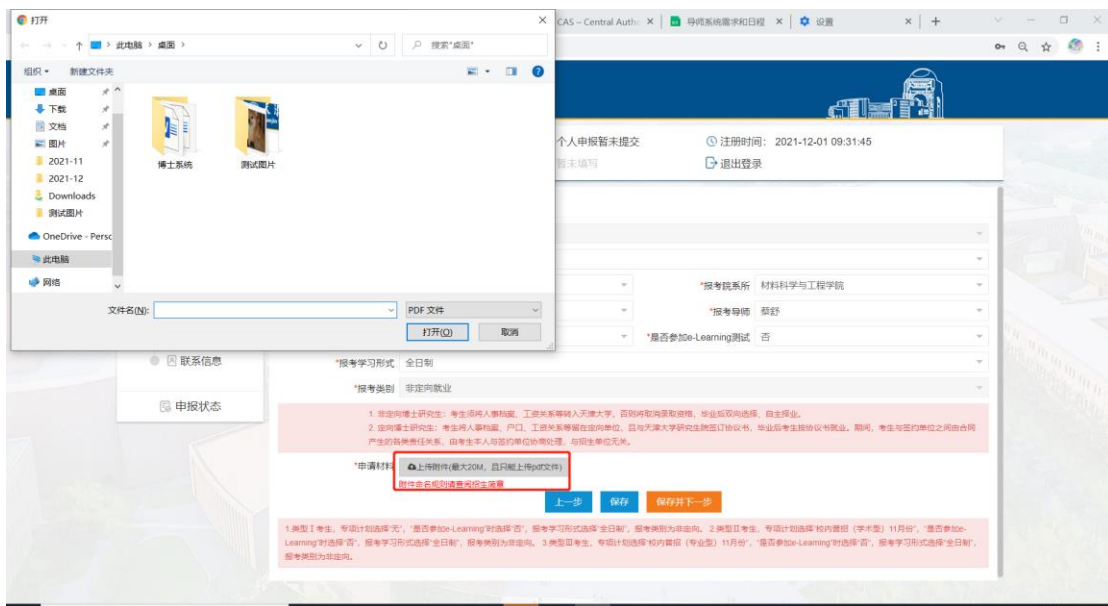 打开
CAS – Central Auth
导师系统需求和日程
设置
此电脑 › 桌面 ›
搜索"桌面"
组织
新建文件夹
桌面
下载
文档
图片
2021-11
2021-12
Downloads
测试图片
OneDrive - Persc
此电脑
网络
博士系统
测试图片
文件名(N):
PDF 文件
打开(O)
取消
个人申报暂未提交
注册时间: 2021-12-01 09:31:45
暂未填写
退出登录
*报考院系所 材料科学与工程学院
*报考导师 蔡舒
*是否参加e-Learning测试 否
联系信息
*报考学习形式 全日制
*报考类别 非定向就业
申报状态
1. 非定向博士研究生：考生须将人事档案、工资关系等转入天津大学，否则将取消录取资格，毕业后双向选择，自主择业。
2. 定向博士研究生：考生将人事档案、户口、工资关系等留在定向单位，且与天津大学研究生院签订协议书，毕业后考生按协议书就业。期间，考生与签约单位之间由合同
产生的各类责任关系，由考生本人与签约单位协商处理，与招生单位无关。
*申请材料 上传附件(最大20M，且只能上传pdf文件)
附件命名规则请查阅招生简章
上一步 保存 保存并下一步
1.类型Ⅰ考生，专项计划选择“无”，“是否参加e-Learning”时选择“否”，报考学习形式选择“全日制”，报考类别为非定向。 2.类型Ⅱ考生，专项计划选择“校内曾报（学术型）11月份”，“是否参加e-
Learning”时选择“否”，报考学习形式选择“全日制”，报考类别为非定向。 3.类型Ⅲ考生，专项计划选择“校内曾报（专业型）11月份”，“是否参加e-Learning”时选择“否”，报考学习形式选择“全日制”，
报考类别为非定向。